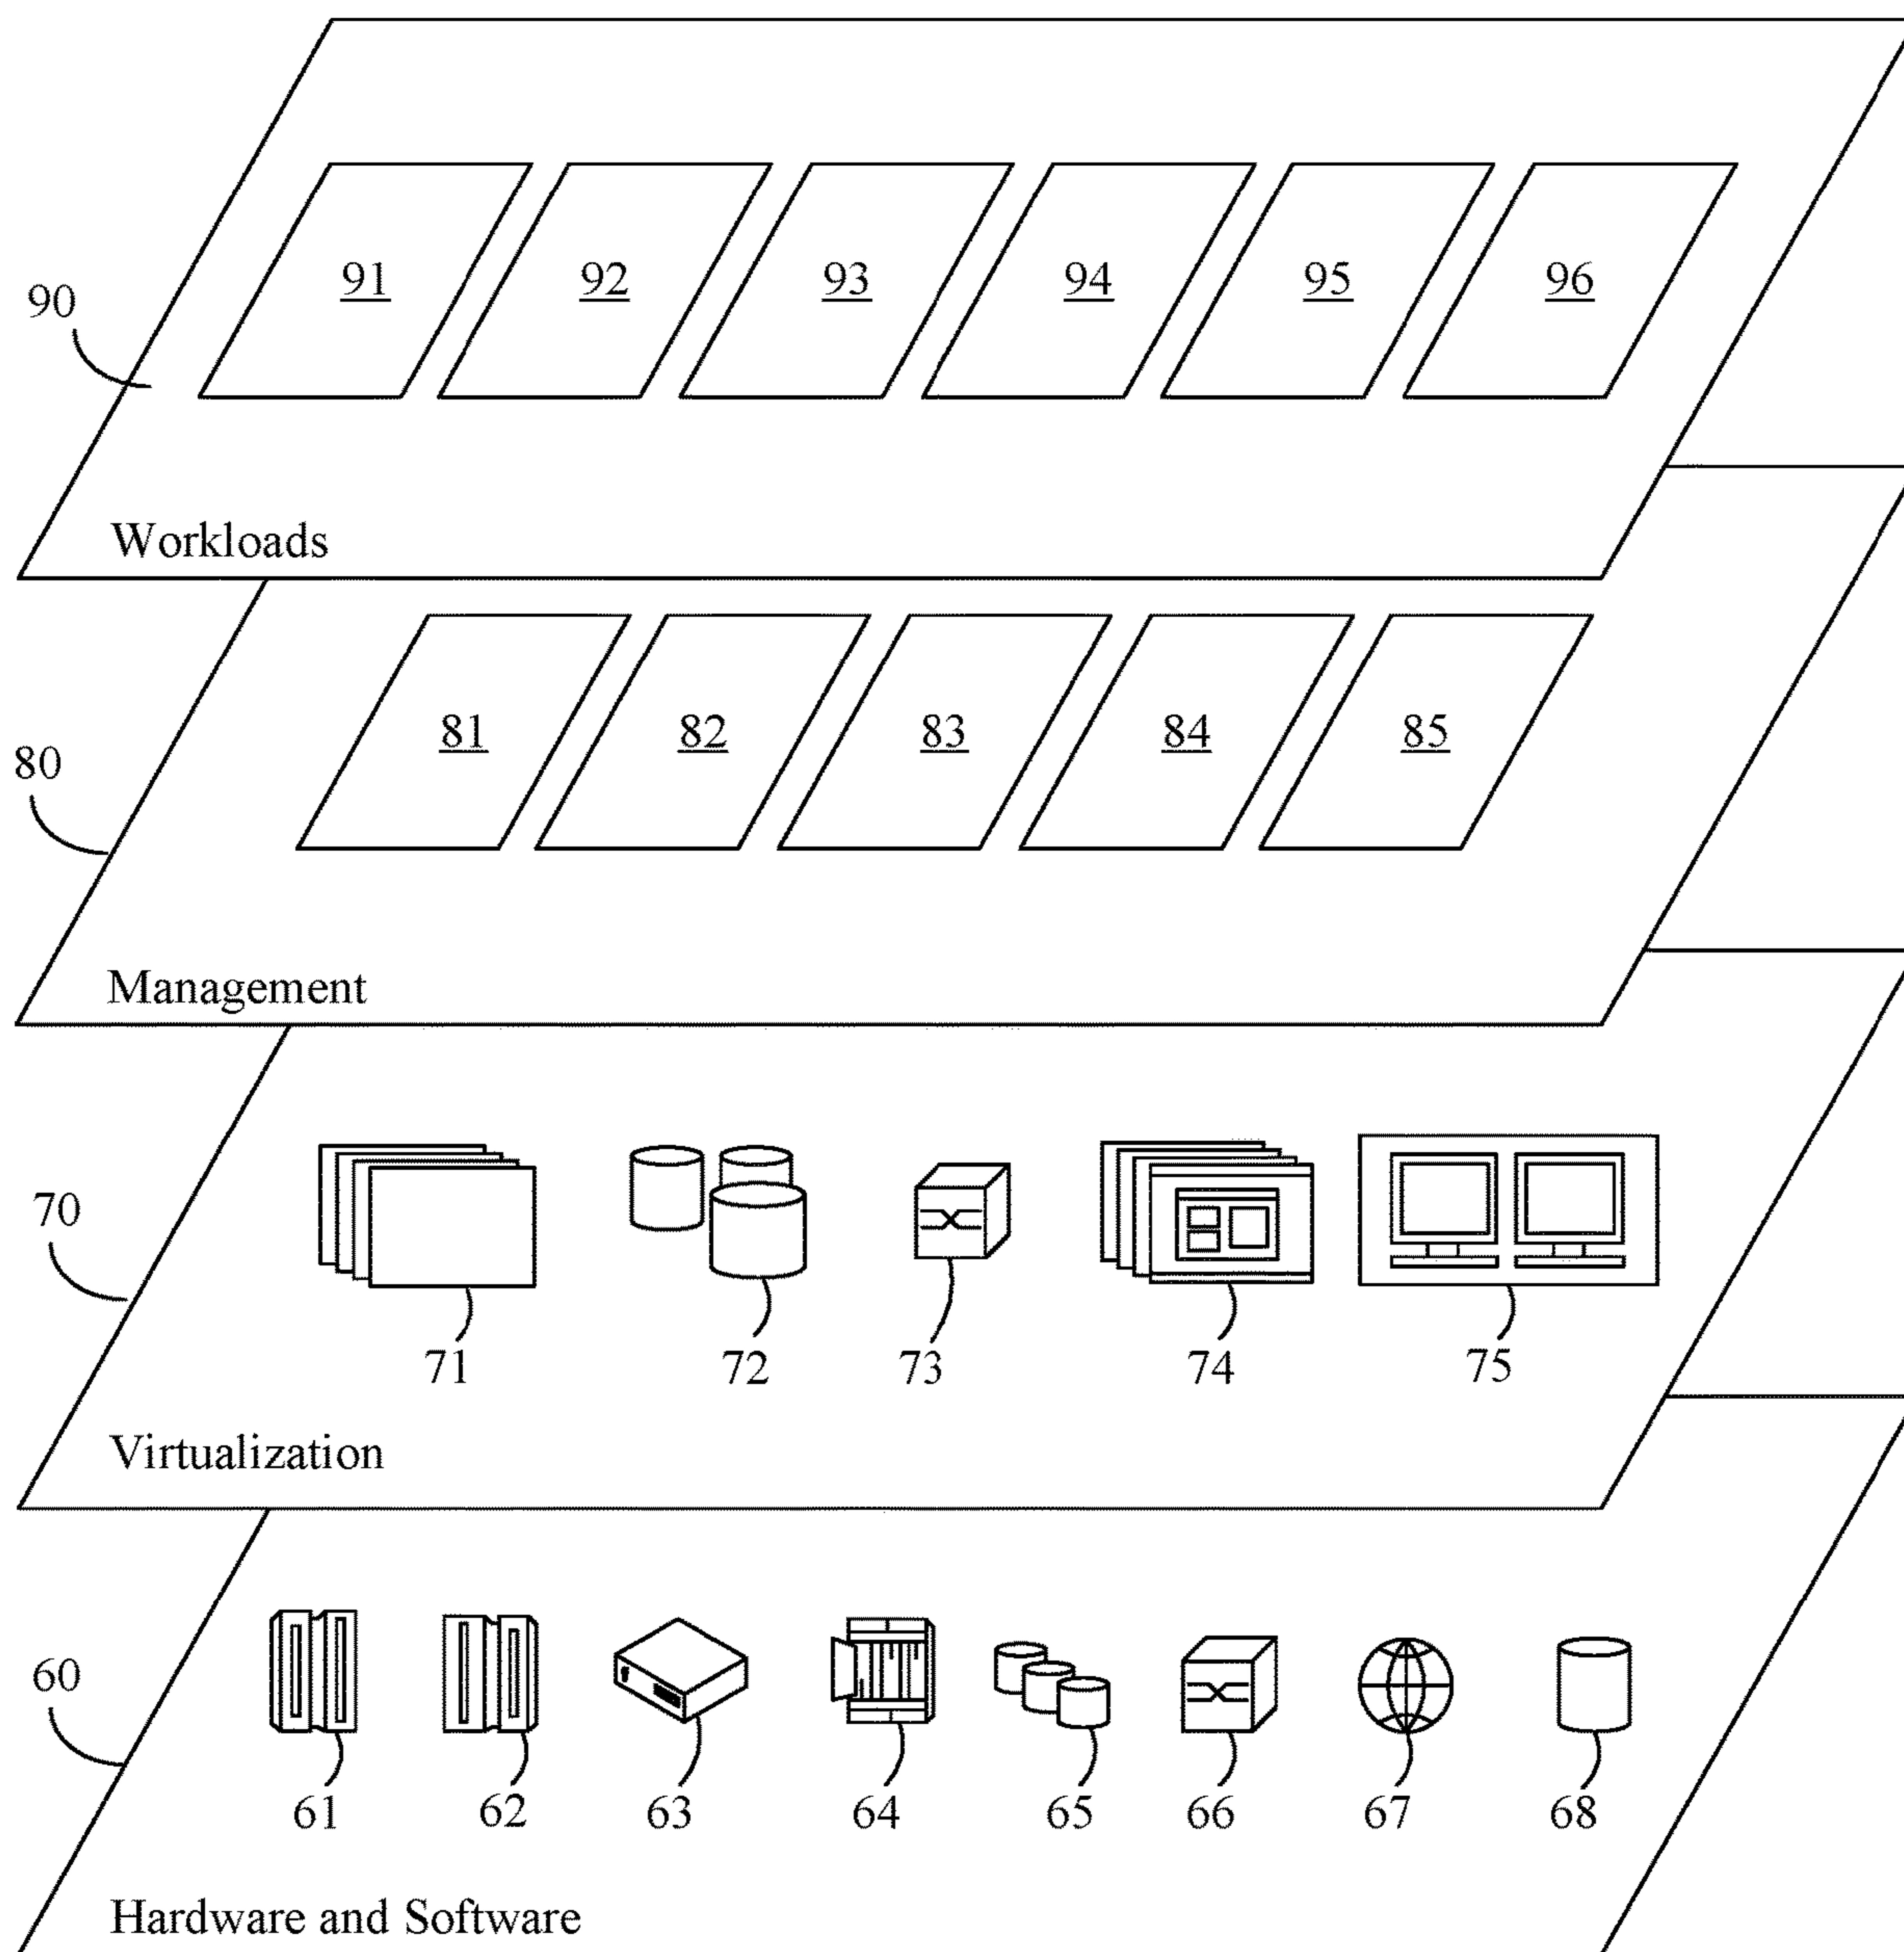 91 92 93 94 95 96
90
Workloads
81 82 83 84 85
80
Management
70
71 72 73 74 75
Virtualization
60
61 62 63 64 65 66 67 68
Hardware and Software